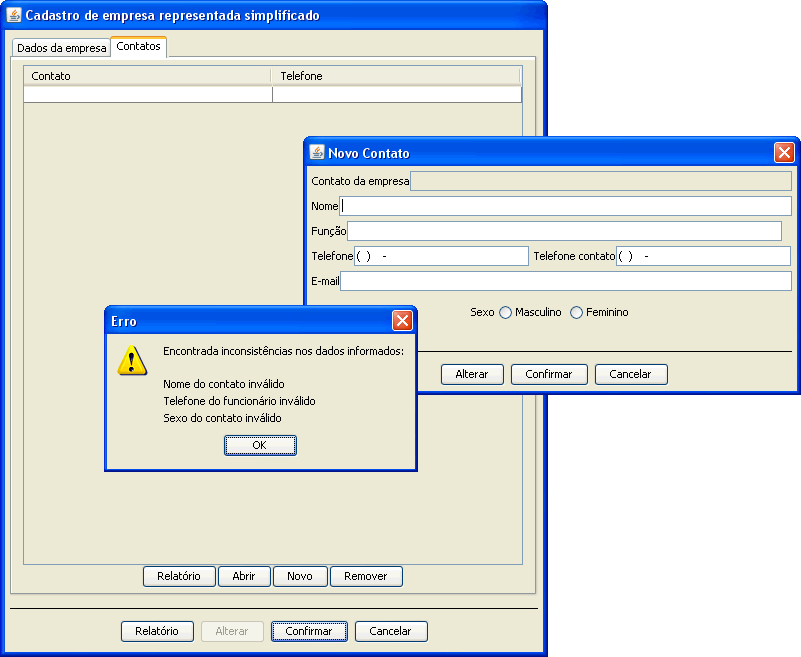 Cadastro de empresa representada simplificado
Dados da empresa Contatos
Contato Telefone
Novo Contato
Contato da empresa
Nome
Função
Telefone ( ) - Telefone contato ( ) -
E-mail
Sexo Masculino Feminino
Alterar Confirmar Cancelar
Erro
Encontrada inconsistências nos dados informados:
Nome do contato inválido
Telefone do funcionário inválido
Sexo do contato inválido
OK
Relatório Abrir Novo Remover
Relatório Alterar Confirmar Cancelar